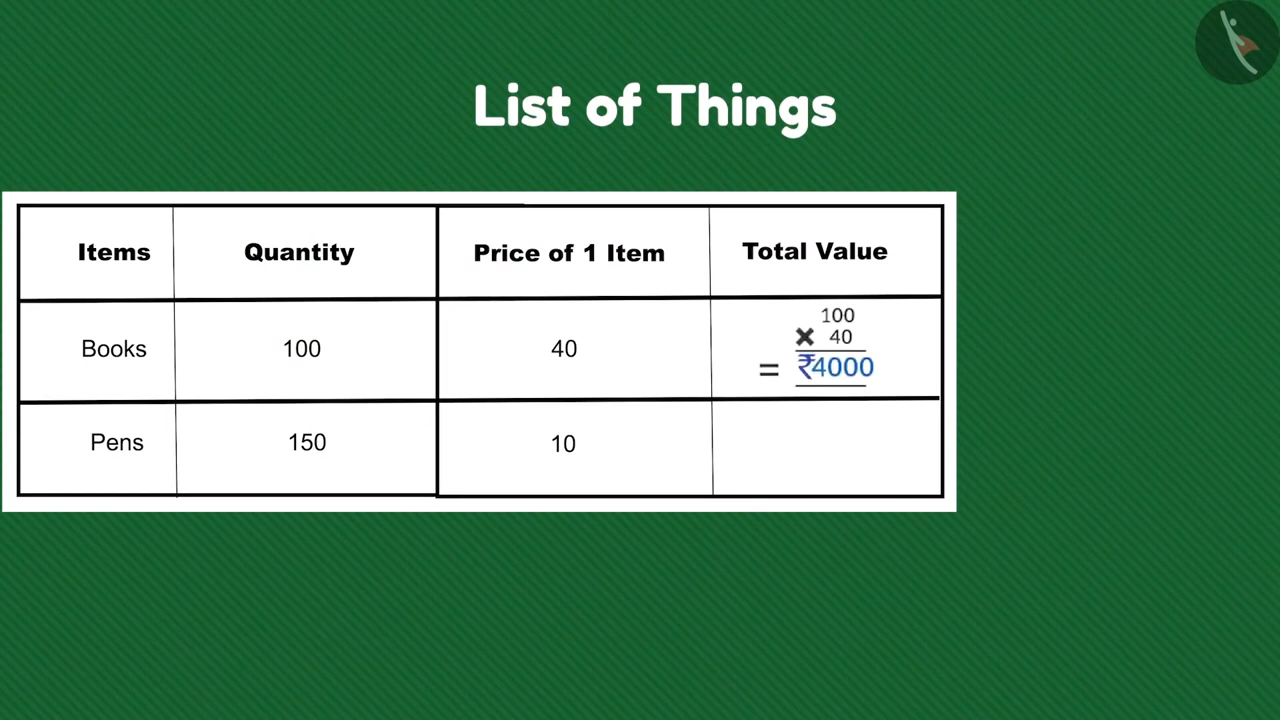 List of Things
Items Quantity Price of 1 Item Total Value
Books 100 40 100
× 40
= ₹4000
Pens 150 10